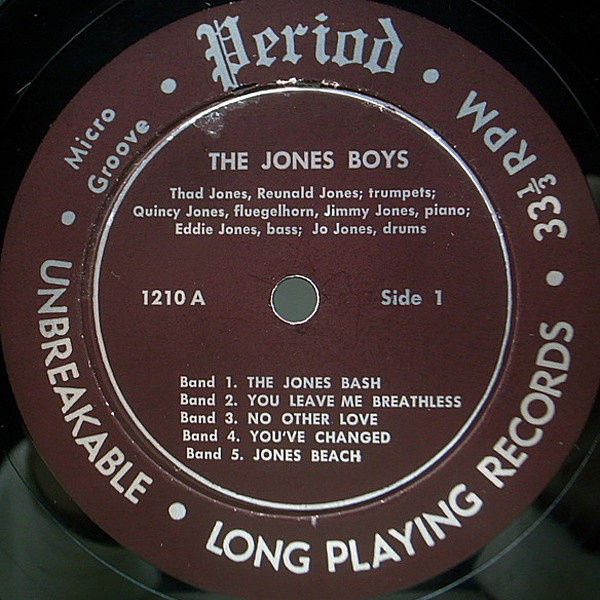 Period
Micro
Groove
33⅓ RPM
THE JONES BOYS
Thad Jones, Reunald Jones; trumpets;
Quincy Jones, fluegelhorn, Jimmy Jones, piano;
Eddie Jones, bass; Jo Jones, drums
1210 A Side 1
Band 1. THE JONES BASH
Band 2. YOU LEAVE ME BREATHLESS
Band 3. NO OTHER LOVE
Band 4. YOU'VE CHANGED
Band 5. JONES BEACH
UNBREAKABLE • LONG PLAYING RECORDS